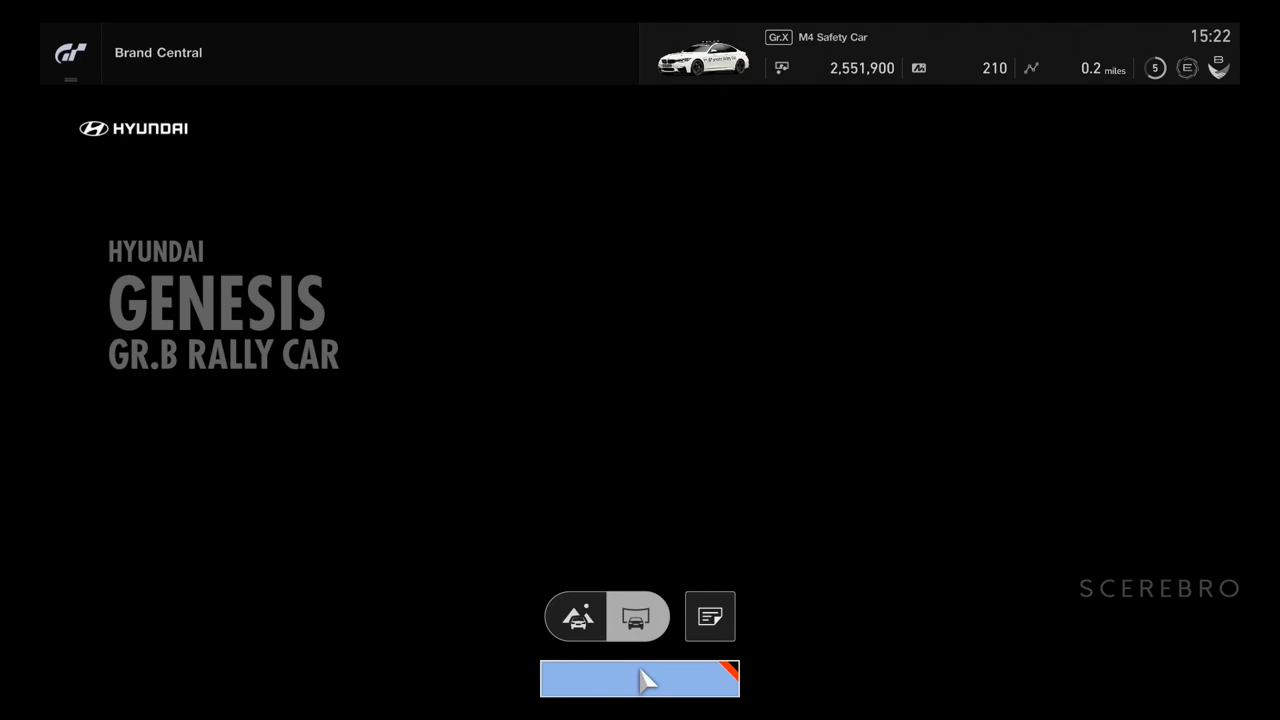 Brand Central
Gr.X M4 Safety Car
15:22
2,551,900 210 0.2 miles 5 E B
HYUNDAI
HYUNDAI
GENESIS
GR.B RALLY CAR
SCEREBRO